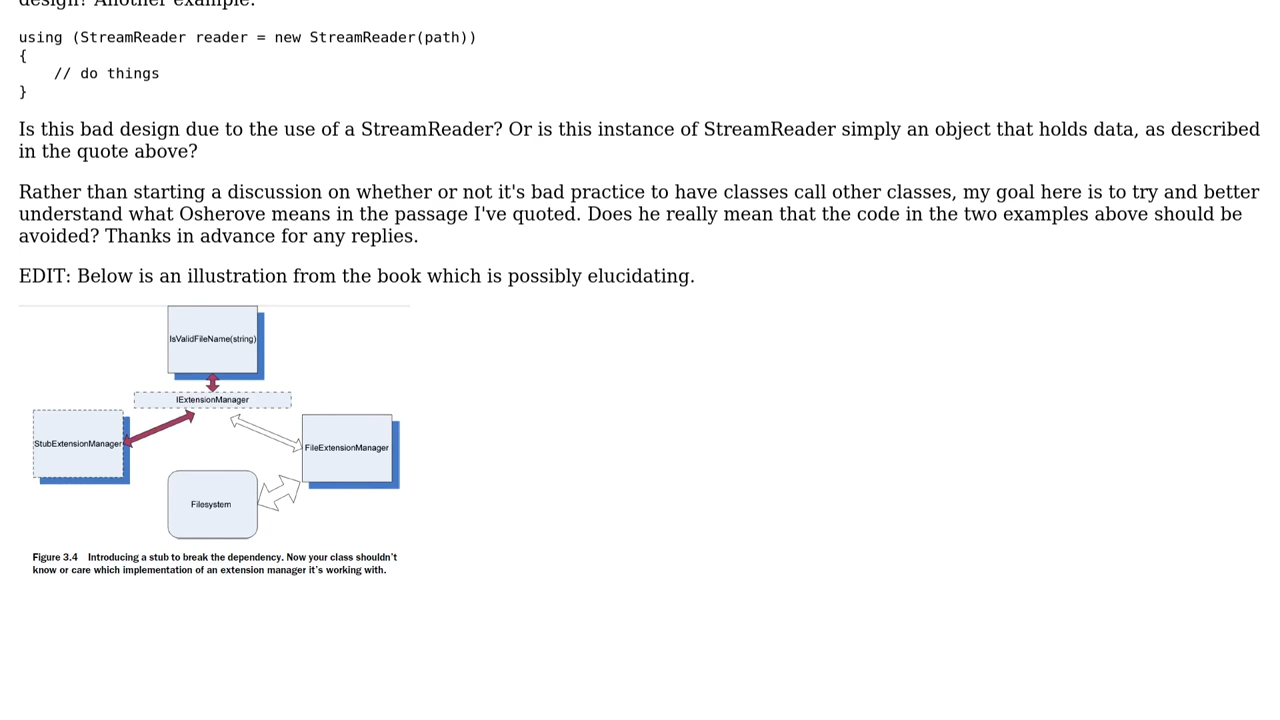 design? Another example:
using (StreamReader reader = new StreamReader(path))
{
    // do things
}
Is this bad design due to the use of a StreamReader? Or is this instance of StreamReader simply an object that holds data, as described
in the quote above?
Rather than starting a discussion on whether or not it's bad practice to have classes call other classes, my goal here is to try and better
understand what Osherove means in the passage I've quoted. Does he really mean that the code in the two examples above should be
avoided? Thanks in advance for any replies.
EDIT: Below is an illustration from the book which is possibly elucidating.
IsValidFileName(string)
IExtensionManager
StubExtensionManager
FileExtensionManager
Filesystem
Figure 3.4 Introducing a stub to break the dependency. Now your class shouldn't
know or care which implementation of an extension manager it's working with.